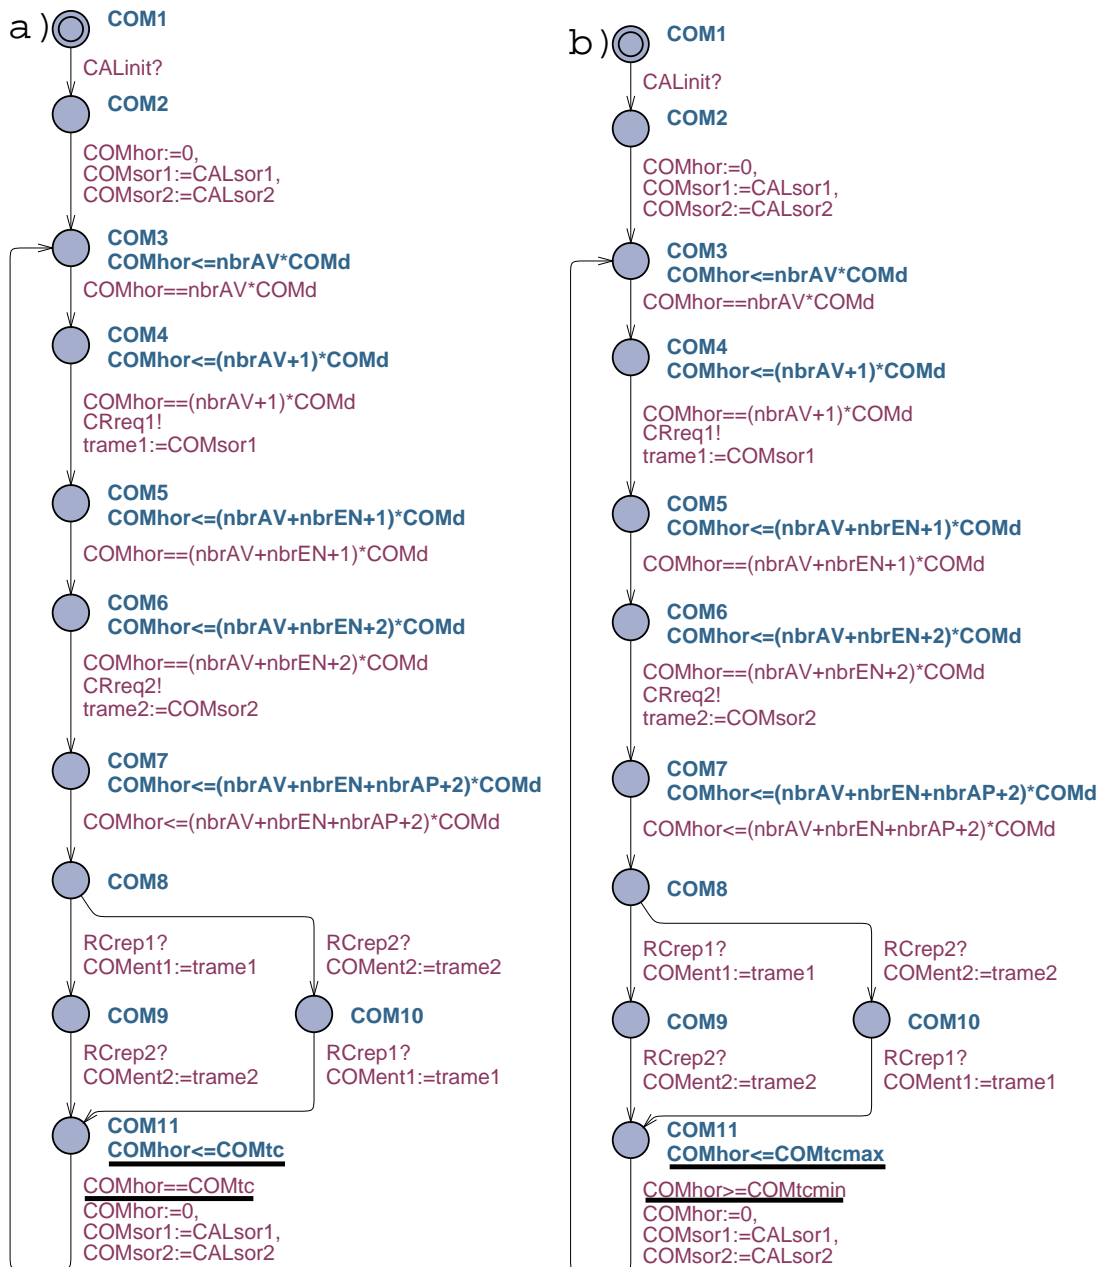 a)
COM1
CALinit?
COM2
COMhor:=0,
COMsor1:=CALsor1,
COMsor2:=CALsor2
COM3
COMhor<=nbrAV*COMd
COMhor==nbrAV*COMd
COM4
COMhor<=(nbrAV+1)*COMd
COMhor==(nbrAV+1)*COMd
CRreq1!
trame1:=COMsor1
COM5
COMhor<=(nbrAV+nbrEN+1)*COMd
COMhor==(nbrAV+nbrEN+1)*COMd
COM6
COMhor<=(nbrAV+nbrEN+2)*COMd
COMhor==(nbrAV+nbrEN+2)*COMd
CRreq2!
trame2:=COMsor2
COM7
COMhor<=(nbrAV+nbrEN+nbrAP+2)*COMd
COMhor<=(nbrAV+nbrEN+nbrAP+2)*COMd
COM8
RCrep1?
COMent1:=trame1
RCrep2?
COMent2:=trame2
COM9
COM10
RCrep2?
COMent2:=trame2
RCrep1?
COMent1:=trame1
COM11
COMhor<=COMtc
COMhor==COMtc
COMhor:=0,
COMsor1:=CALsor1,
COMsor2:=CALsor2
b)
COM1
CALinit?
COM2
COMhor:=0,
COMsor1:=CALsor1,
COMsor2:=CALsor2
COM3
COMhor<=nbrAV*COMd
COMhor==nbrAV*COMd
COM4
COMhor<=(nbrAV+1)*COMd
COMhor==(nbrAV+1)*COMd
CRreq1!
trame1:=COMsor1
COM5
COMhor<=(nbrAV+nbrEN+1)*COMd
COMhor==(nbrAV+nbrEN+1)*COMd
COM6
COMhor<=(nbrAV+nbrEN+2)*COMd
COMhor==(nbrAV+nbrEN+2)*COMd
CRreq2!
trame2:=COMsor2
COM7
COMhor<=(nbrAV+nbrEN+nbrAP+2)*COMd
COMhor<=(nbrAV+nbrEN+nbrAP+2)*COMd
COM8
RCrep1?
COMent1:=trame1
RCrep2?
COMent2:=trame2
COM9
COM10
RCrep2?
COMent2:=trame2
RCrep1?
COMent1:=trame1
COM11
COMhor<=COMtcmax
COMhor>=COMtcmin
COMhor:=0,
COMsor1:=CALsor1,
COMsor2:=CALsor2